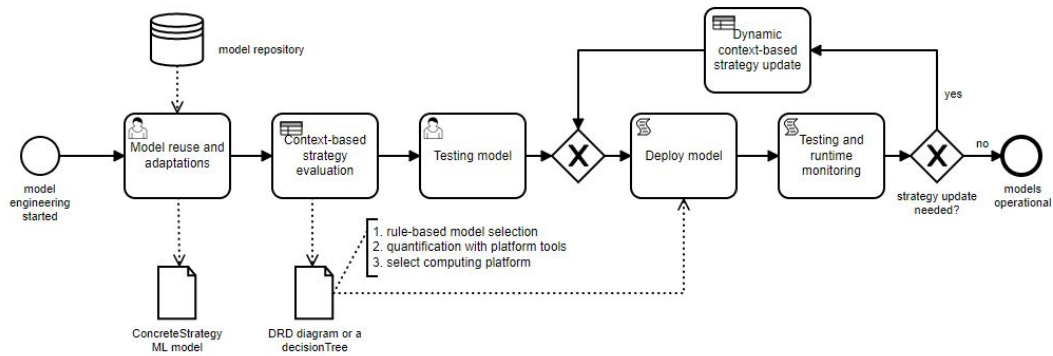 Dynamic
context-based
strategy update
model repository
yes
Model reuse and
adaptations
Context-based
strategy
evaluation
Testing model
X
Deploy model
Testing and
runtime
monitoring
X
no
model
engineering
started
strategy update
needed?
models
operational
1. rule-based model selection
2. quantification with platform tools
3. select computing platform
ConcreteStrategy
ML model
DRD diagram or a
decisionTree